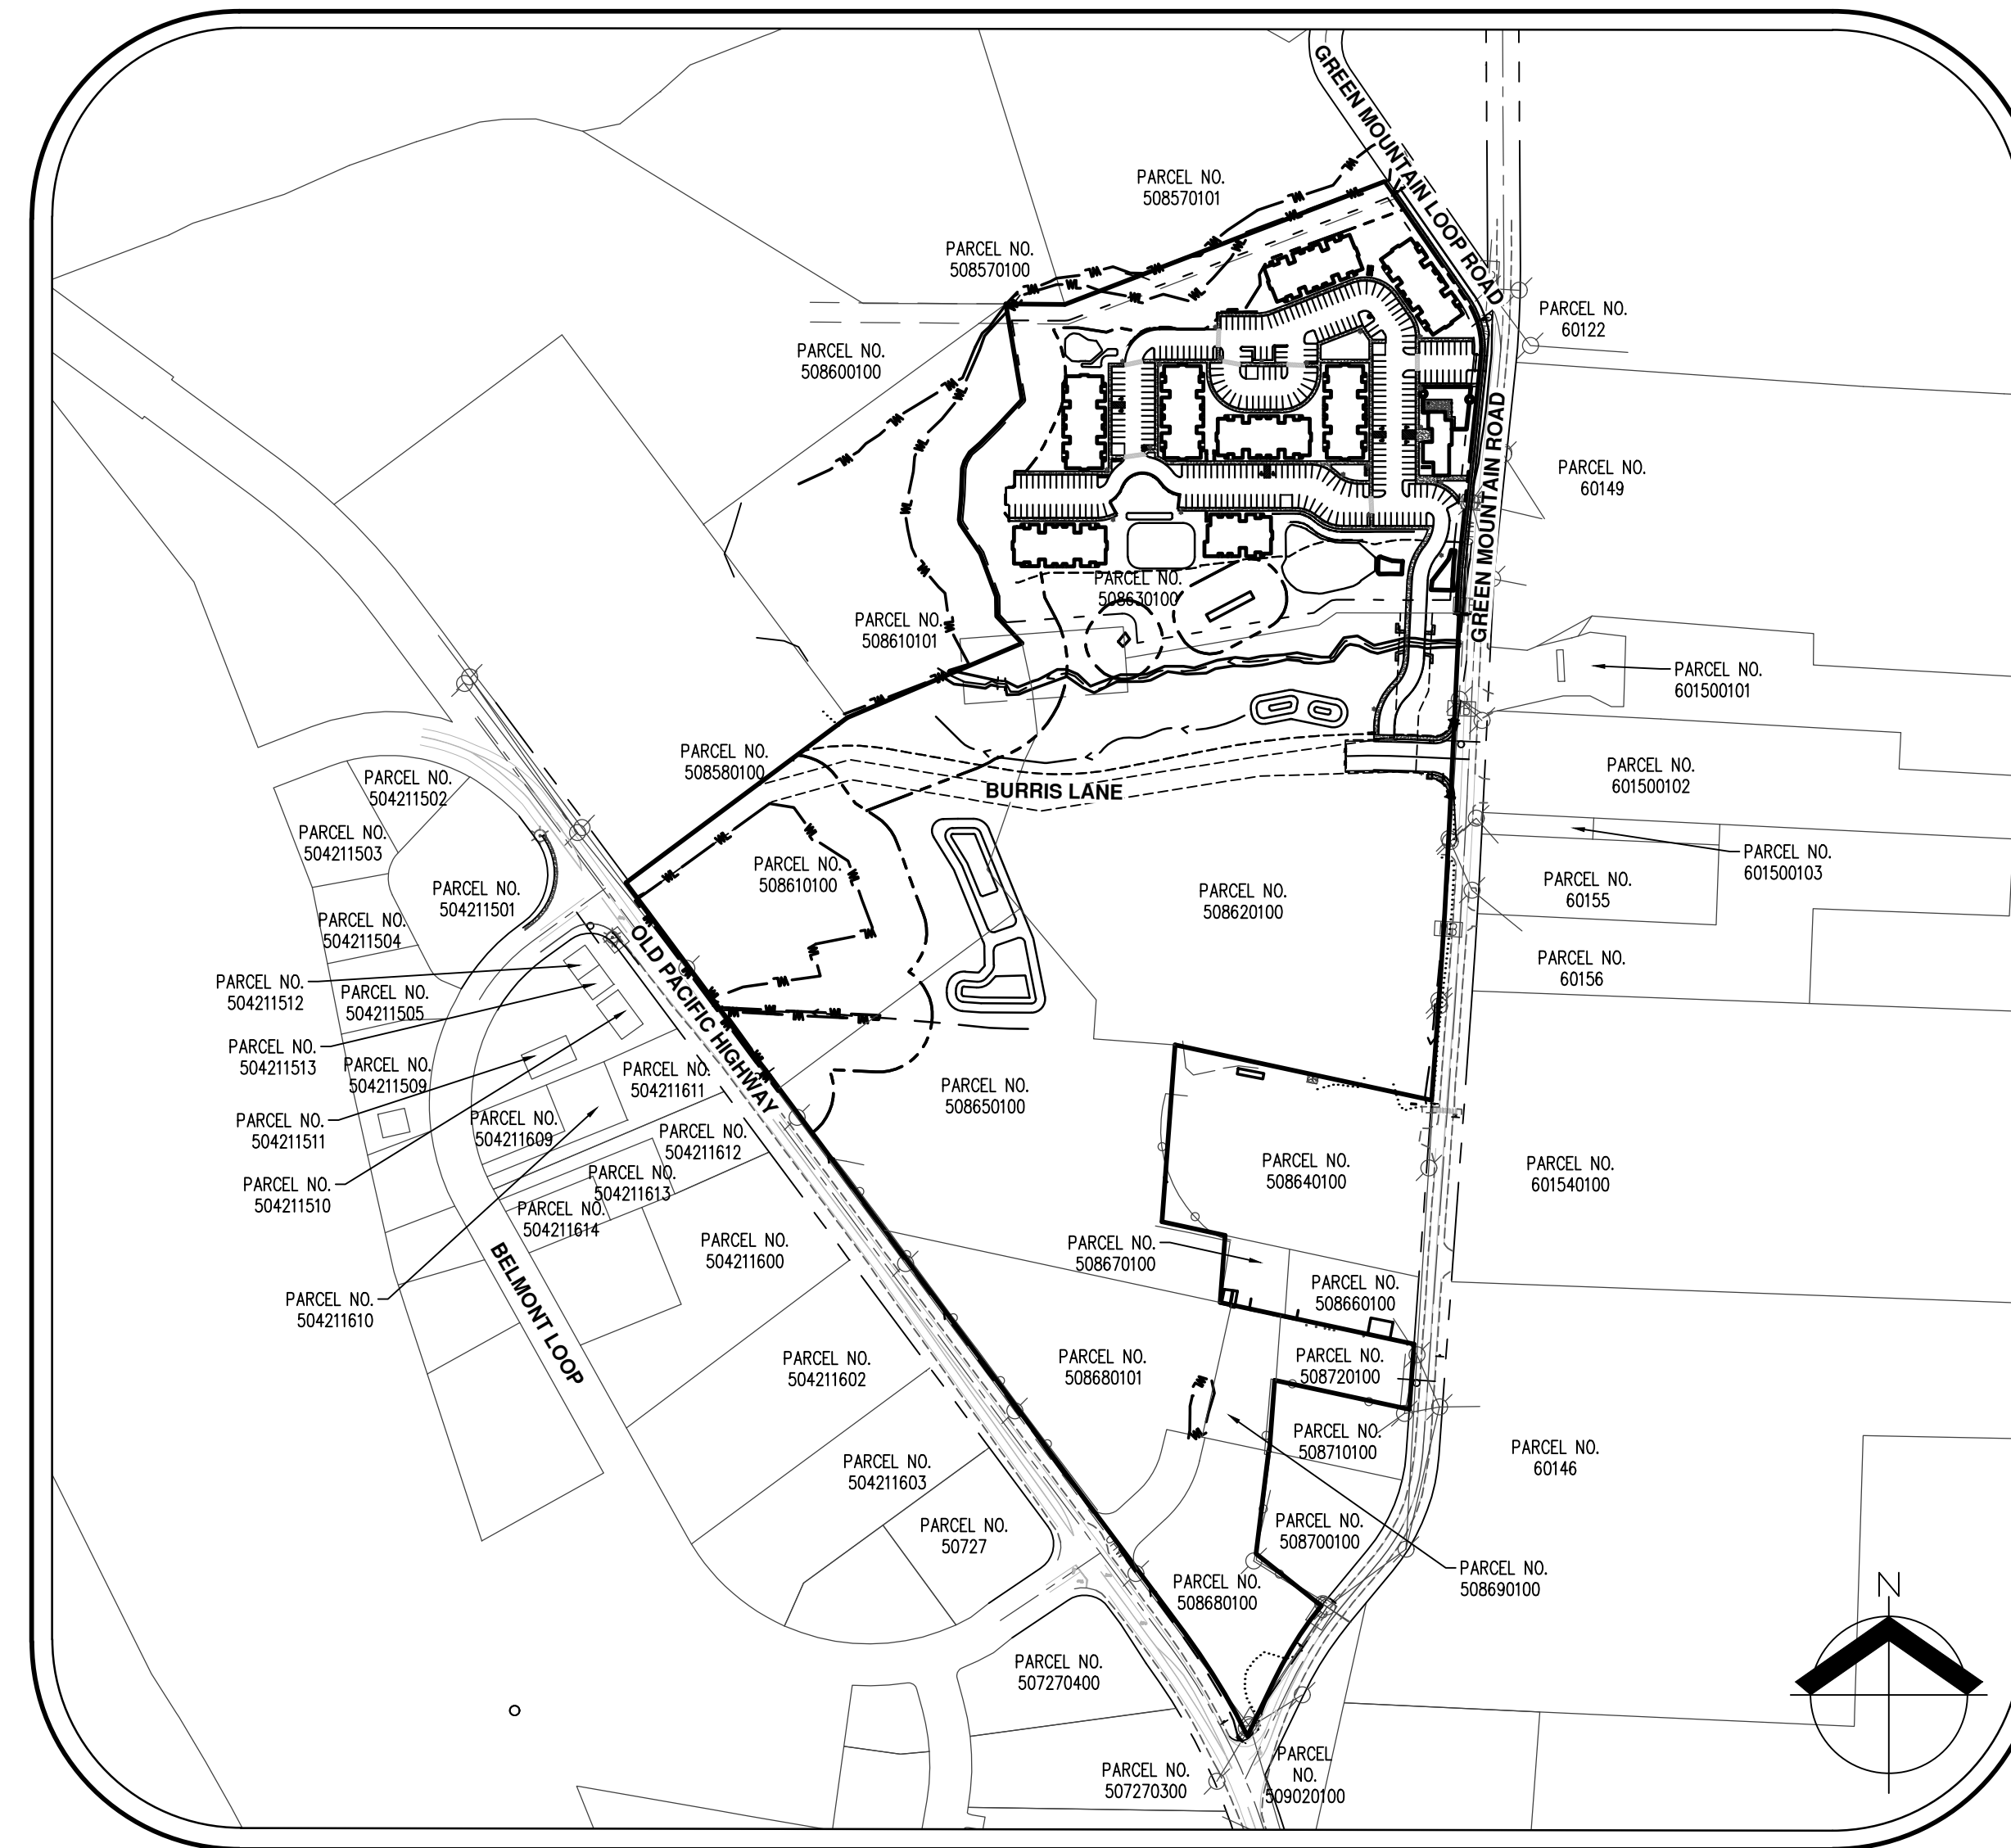 GREEN MOUNTAIN LOOP ROAD
PARCEL NO.
508570101
PARCEL NO.
508570100
PARCEL NO.
60122
PARCEL NO.
508600100
GREEN MOUNTAIN ROAD
PARCEL NO.
60149
PARCEL NO.
508630100
PARCEL NO.
508610101
PARCEL NO.
601500101
PARCEL NO.
508580100
PARCEL NO.
601500102
PARCEL NO.
504211502
BURRIS LANE
PARCEL NO.
504211503
PARCEL NO.
601500103
PARCEL NO.
508610100
PARCEL NO.
504211501
PARCEL NO.
508620100
PARCEL NO.
60155
PARCEL NO.
504211504
OLD PACIFIC HIGHWAY
PARCEL NO.
60156
PARCEL NO.
504211512
PARCEL NO.
504211505
PARCEL NO.
504211513
PARCEL NO.
504211509
PARCEL NO.
504211611
PARCEL NO.
508650100
PARCEL NO.
504211511
PARCEL NO.
504211609
PARCEL NO.
504211612
PARCEL NO.
508640100
PARCEL NO.
601540100
PARCEL NO.
504211510
PARCEL NO.
504211613
PARCEL NO.
504211614
PARCEL NO.
504211600
PARCEL NO.
508670100
PARCEL NO.
508660100
PARCEL NO.
504211610
BELMONT LOOP
PARCEL NO.
504211602
PARCEL NO.
508680101
PARCEL NO.
508720100
PARCEL NO.
508710100
PARCEL NO.
60146
PARCEL NO.
504211603
PARCEL NO.
50727
PARCEL NO.
508700100
PARCEL NO.
508690100
PARCEL NO.
508680100
N
PARCEL NO.
507270400
PARCEL NO.
507270300
PARCEL
NO.
509020100